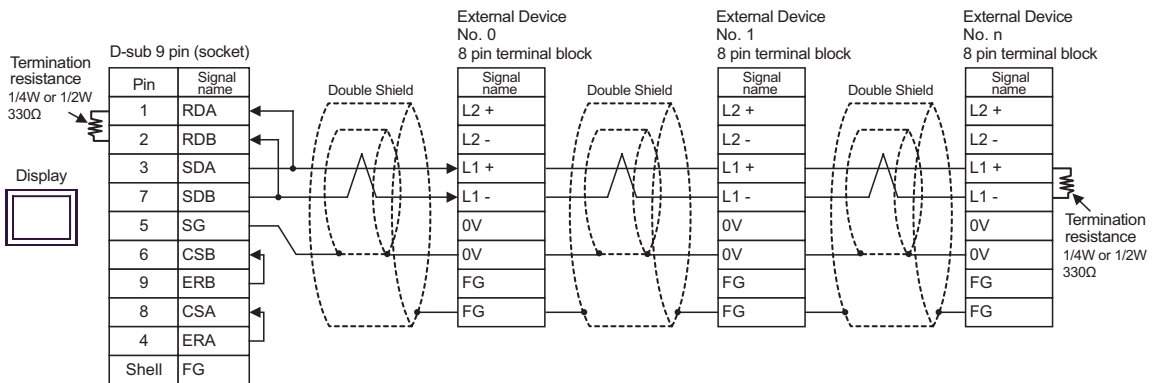 External Device
No. 0
8 pin terminal block
External Device
No. 1
8 pin terminal block
External Device
No. n
8 pin terminal block
D-sub 9 pin (socket)
Termination
resistance
1/4W or 1/2W
330Ω
Display
Pin Signal name
1 RDA
2 RDB
3 SDA
7 SDB
5 SG
6 CSB
9 ERB
8 CSA
4 ERA
Shell FG
Double Shield
Signal
name
L2 +
L2 -
L1 +
L1 -
0V
0V
FG
FG
Double Shield
Signal
name
L2 +
L2 -
L1 +
L1 -
0V
0V
FG
FG
Double Shield
Signal
name
L2 +
L2 -
L1 +
L1 -
0V
0V
FG
FG
Termination
resistance
1/4W or 1/2W
330Ω